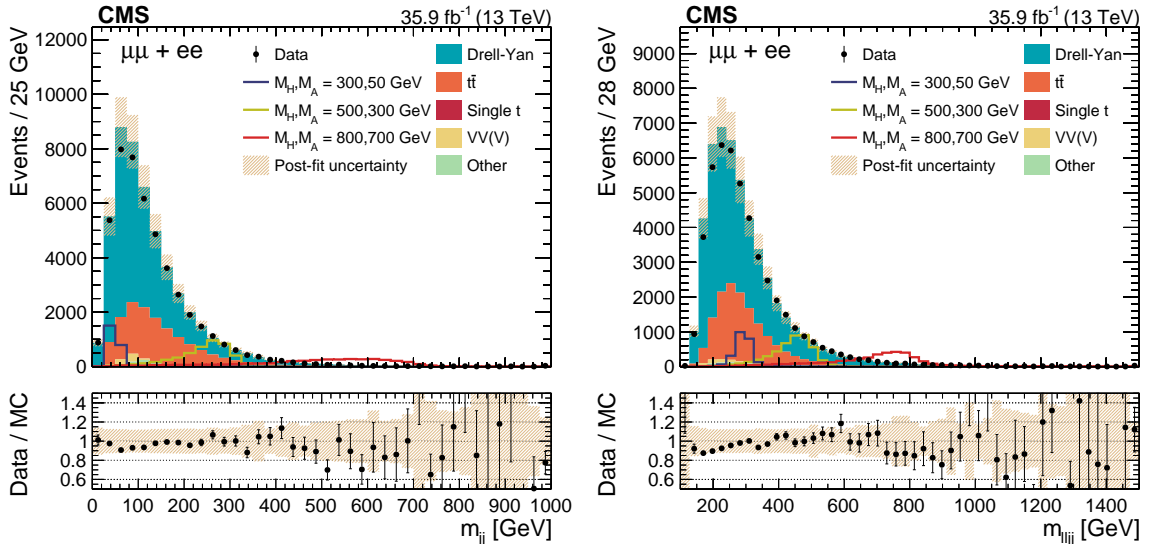 CMS 35.9 fb⁻¹ (13 TeV)
Events / 25 GeV
12000
10000
8000
6000
4000
2000
0
μμ + ee
Data
M_H,M_A = 300,50 GeV
M_H,M_A = 500,300 GeV
M_H,M_A = 800,700 GeV
Post-fit uncertainty
Drell-Yan
tt̄
Single t
VV(V)
Other
Data / MC
1.4
1.2
1
0.8
0.6
0 100 200 300 400 500 600 700 800 900 1000
m_jj [GeV]
CMS 35.9 fb⁻¹ (13 TeV)
Events / 28 GeV
9000
8000
7000
6000
5000
4000
3000
2000
1000
0
μμ + ee
Data
M_H,M_A = 300,50 GeV
M_H,M_A = 500,300 GeV
M_H,M_A = 800,700 GeV
Post-fit uncertainty
Drell-Yan
tt̄
Single t
VV(V)
Other
Data / MC
1.4
1.2
1
0.8
0.6
200 400 600 800 1000 1200 1400
m_lljj [GeV]